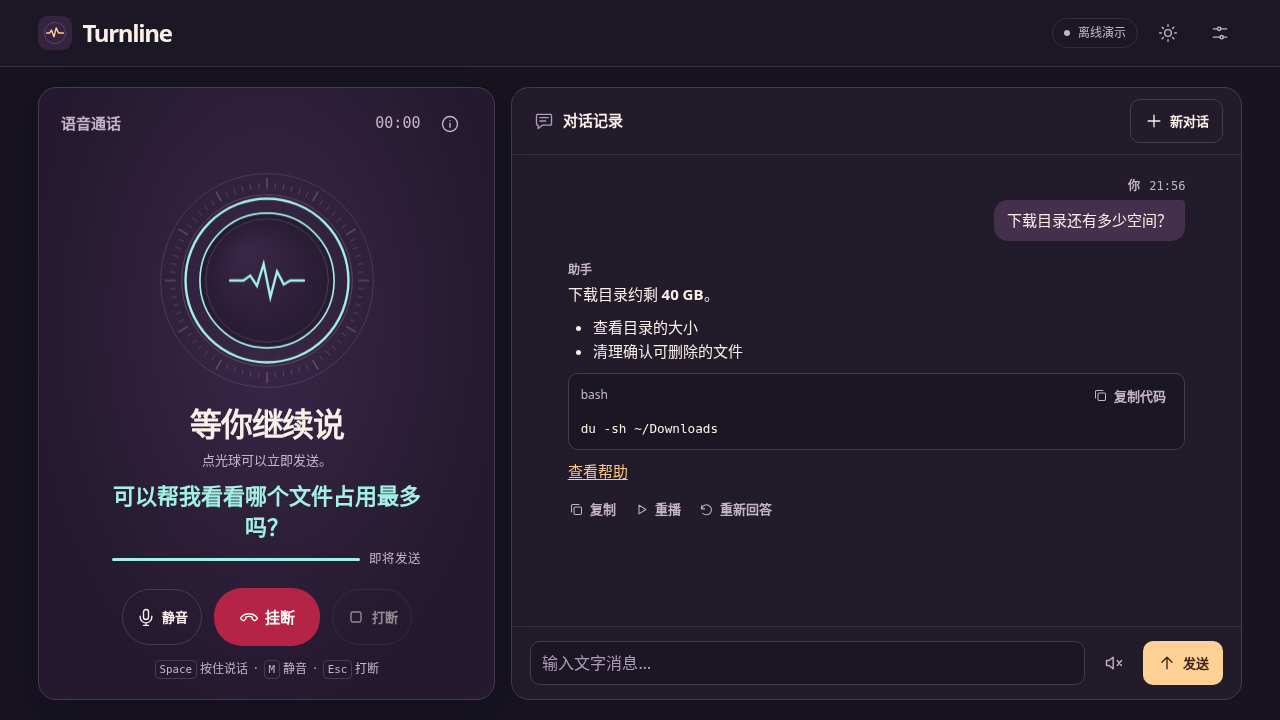 Turnline
离线演示
语音通话
00:00
等你继续说
点光球可以立即发送。
可以帮我看看哪个文件占用最多
吗?
即将发送
静音
挂断
打断
Space 按住说话 · M 静音 · Esc 打断
对话记录
新对话
你 21:56
下载目录还有多少空间?
助手
下载目录约剩 40 GB。
查看目录的大小
清理确认可删除的文件
bash
复制代码
du -sh ~/Downloads
查看帮助
复制
重播
重新回答
输入文字消息...
发送